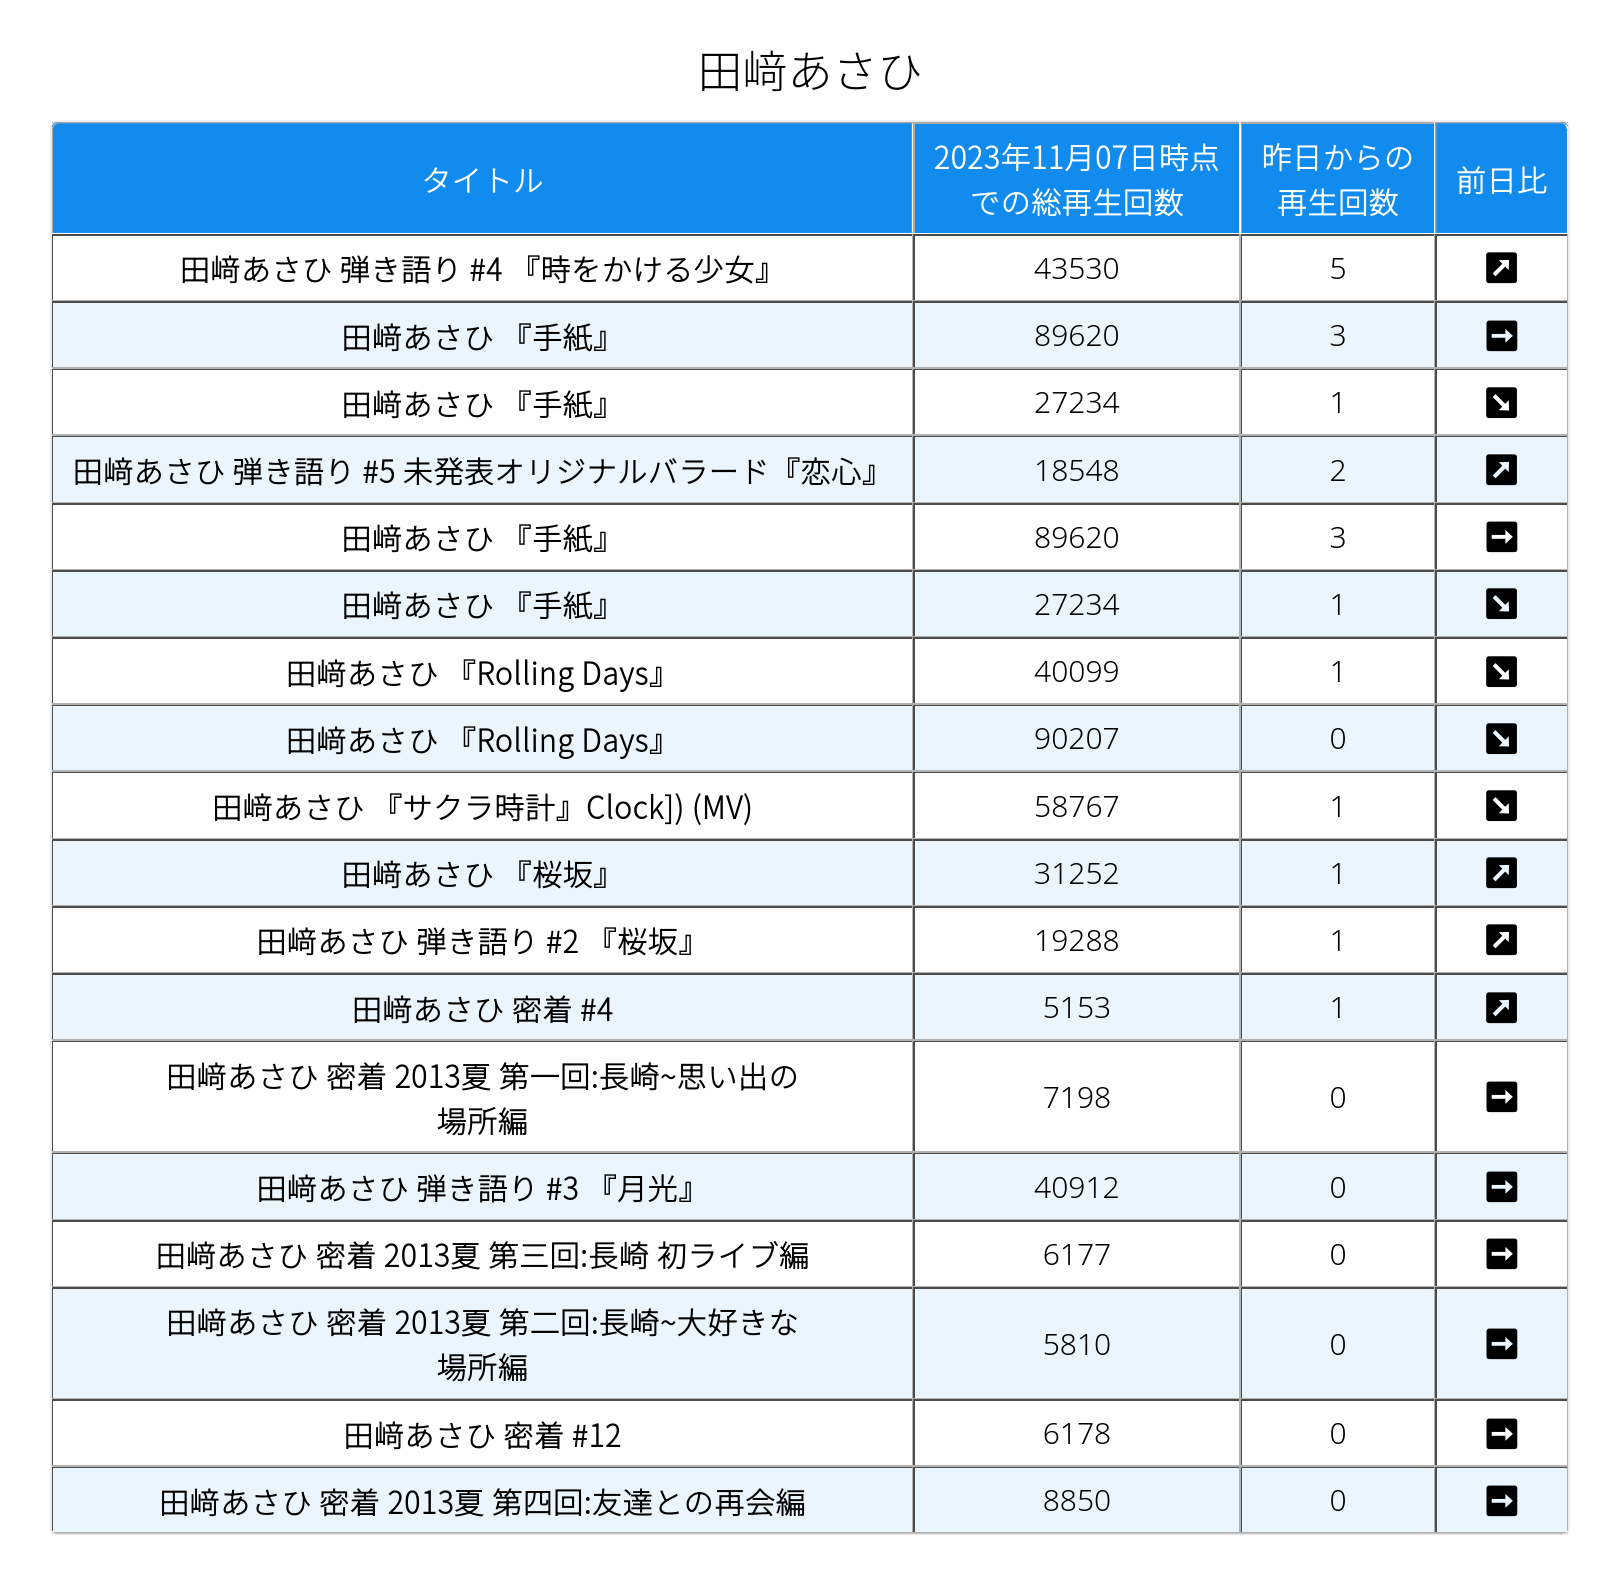 田﨑あさひ
タイトル
2023年11月07日時点
での総再生回数
昨日からの
再生回数
前日比
田﨑あさひ 弾き語り #4 『時をかける少女』 43530 5
田﨑あさひ 『手紙』 89620 3
田﨑あさひ 『手紙』 27234 1
田﨑あさひ 弾き語り #5 未発表オリジナルバラード『恋心』 18548 2
田﨑あさひ 『手紙』 89620 3
田﨑あさひ 『手紙』 27234 1
田﨑あさひ 『Rolling Days』 40099 1
田﨑あさひ 『Rolling Days』 90207 0
田﨑あさひ 『サクラ時計』Clock]) (MV) 58767 1
田﨑あさひ 『桜坂』 31252 1
田﨑あさひ 弾き語り #2 『桜坂』 19288 1
田﨑あさひ 密着 #4 5153 1
田﨑あさひ 密着 2013夏 第一回:長崎~思い出の
場所編 7198 0
田﨑あさひ 弾き語り #3 『月光』 40912 0
田﨑あさひ 密着 2013夏 第三回:長崎 初ライブ編 6177 0
田﨑あさひ 密着 2013夏 第二回:長崎~大好きな
場所編 5810 0
田﨑あさひ 密着 #12 6178 0
田﨑あさひ 密着 2013夏 第四回:友達との再会編 8850 0